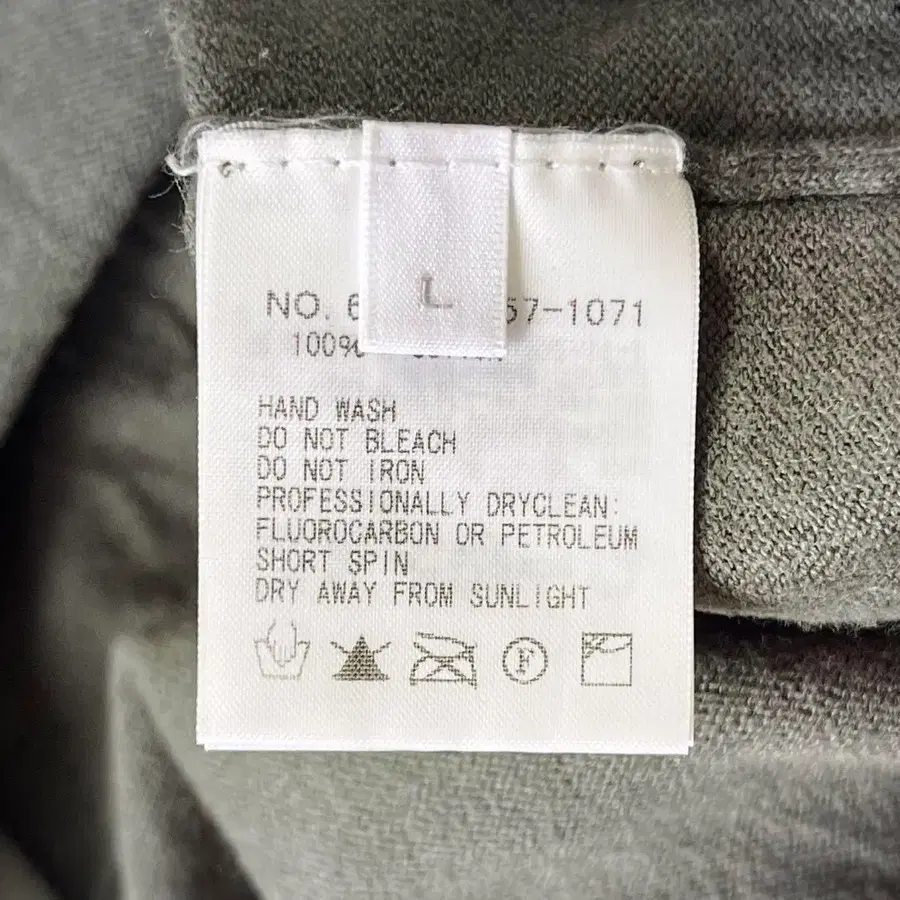 L
NO. 6 57-1071
100%
HAND WASH
DO NOT BLEACH
DO NOT IRON
PROFESSIONALLY DRYCLEAN:
FLUOROCARBON OR PETROLEUM
SHORT SPIN
DRY AWAY FROM SUNLIGHT
F